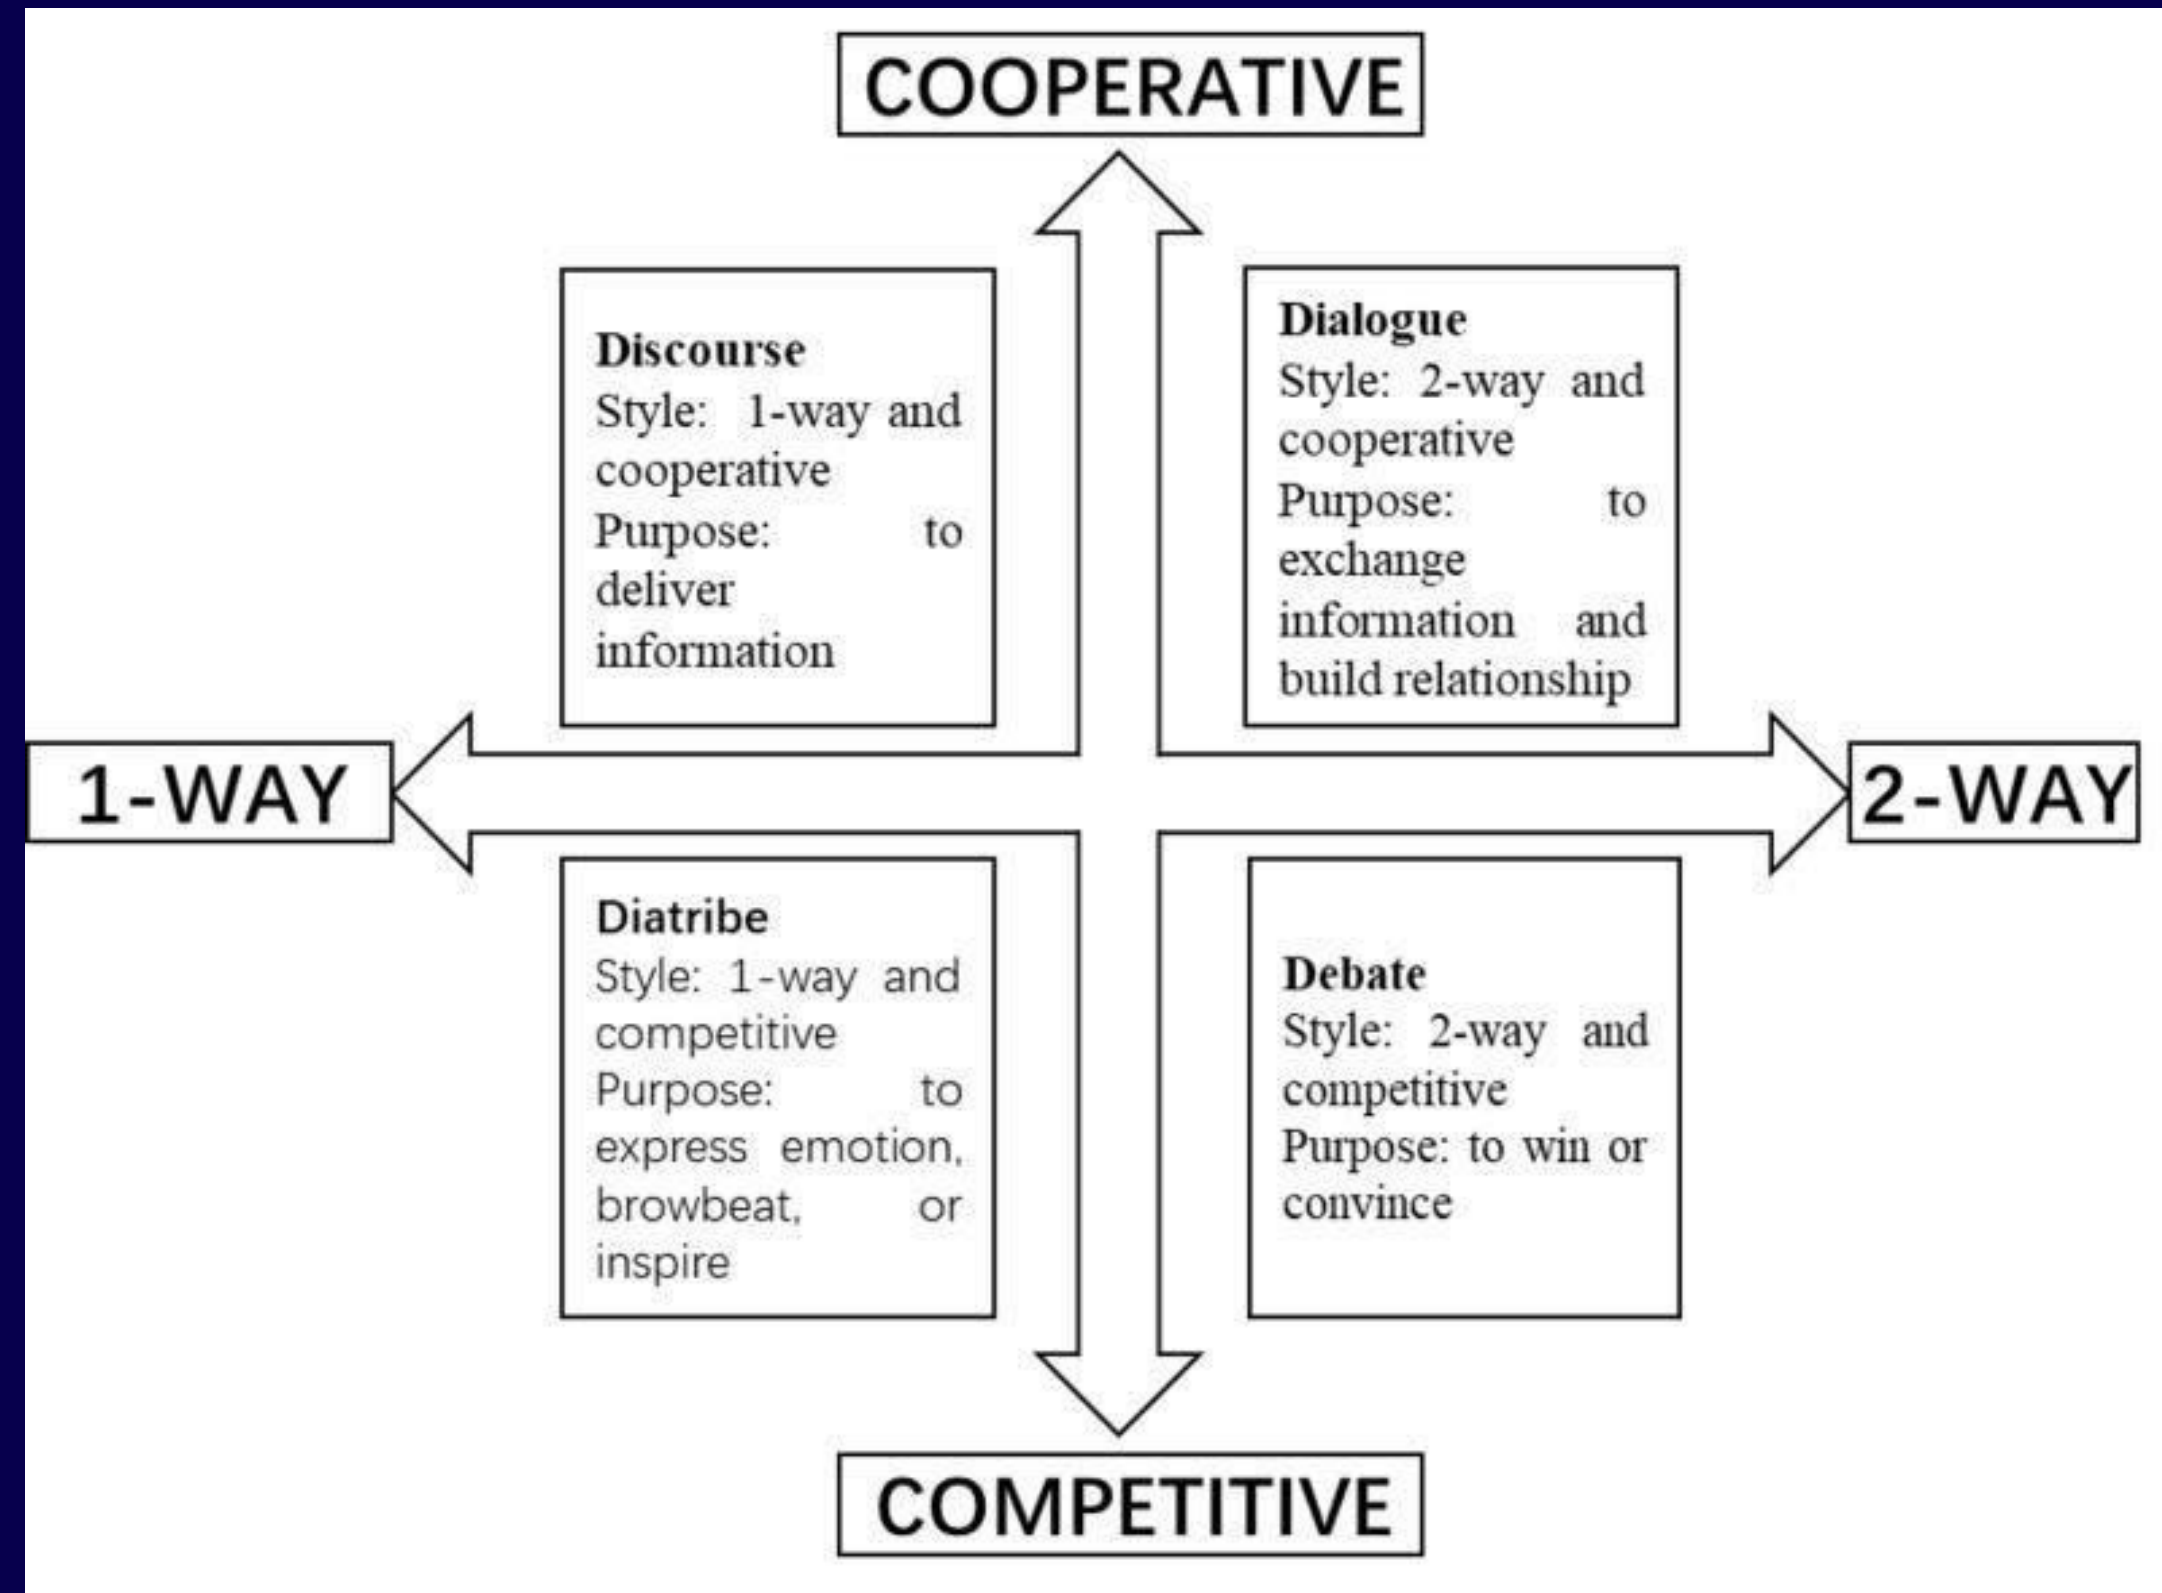 COOPERATIVE
Discourse
Style: 1-way and
cooperative
Purpose: to
deliver
information
Dialogue
Style: 2-way and
cooperative
Purpose: to
exchange
information and
build relationship
1-WAY
2-WAY
Diatribe
Style: 1-way and
competitive
Purpose: to
express emotion,
browbeat, or
inspire
Debate
Style: 2-way and
competitive
Purpose: to win or
convince
COMPETITIVE